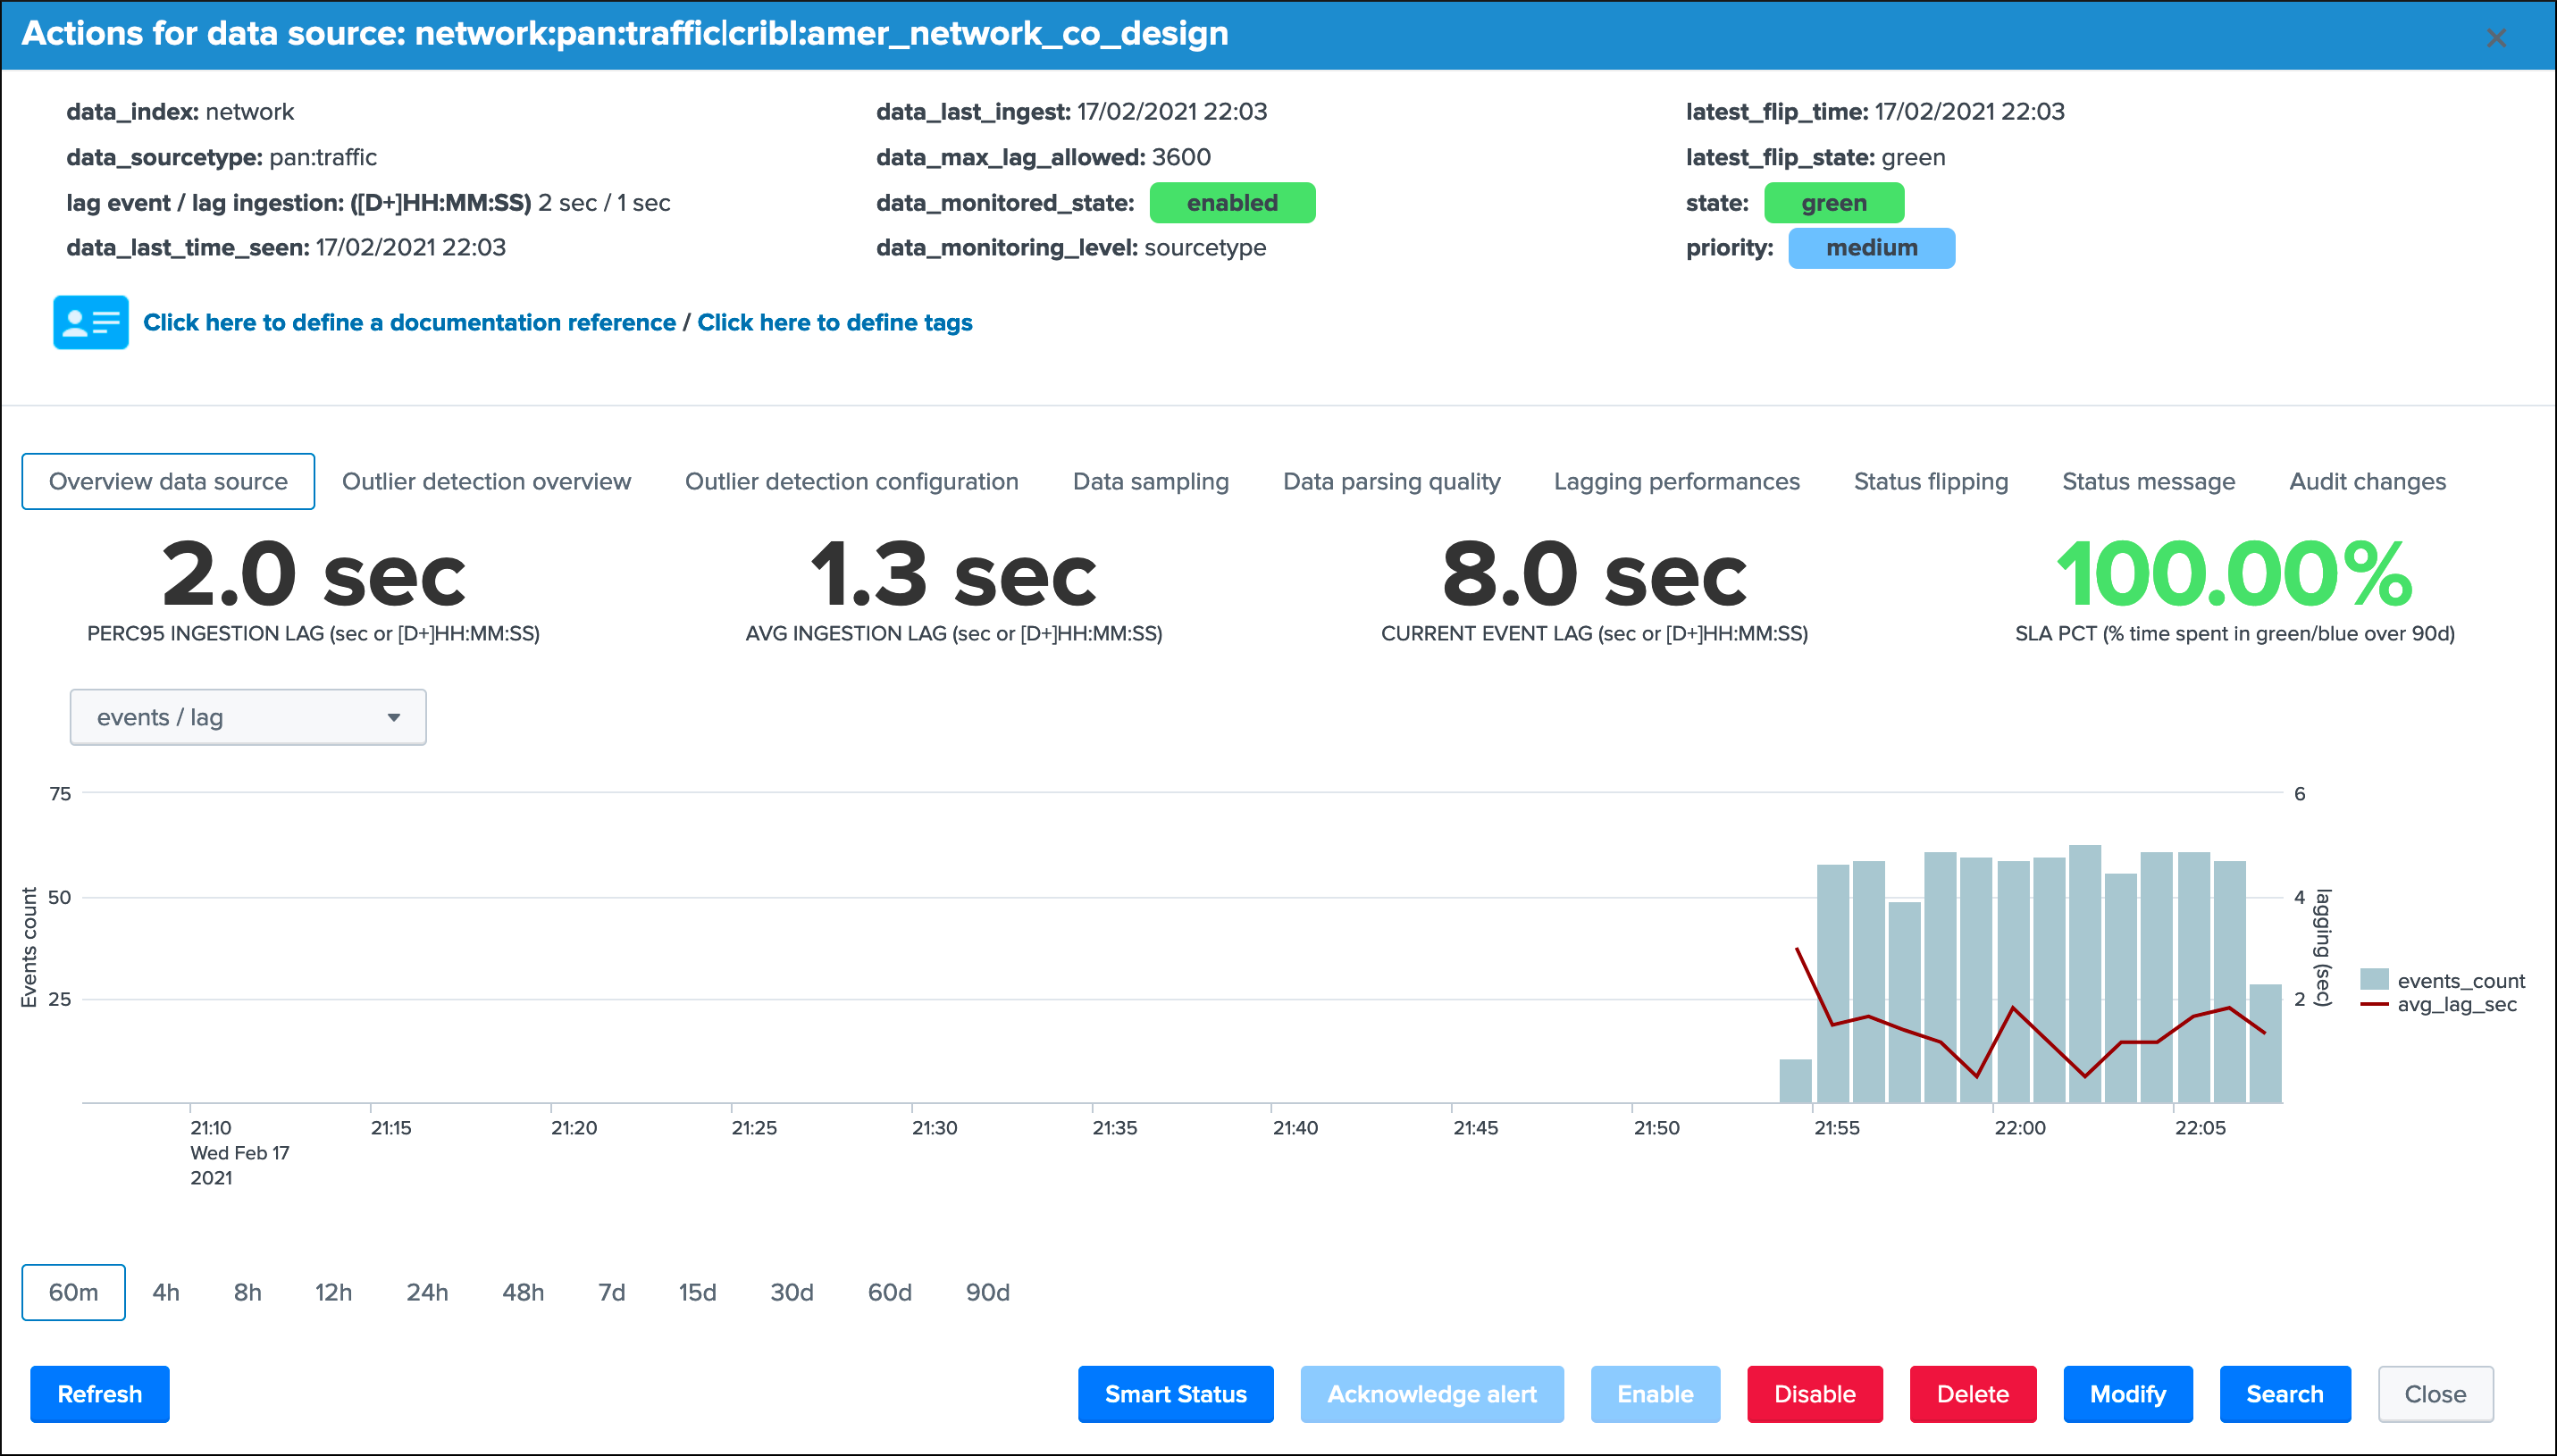 Actions for data source: network:pan:traffic|cribl:amer_network_co_design
data_index: network
data_sourcetype: pan:traffic
lag event / lag ingestion: ([D+]HH:MM:SS) 2 sec / 1 sec
data_last_time_seen: 17/02/2021 22:03
data_last_ingest: 17/02/2021 22:03
data_max_lag_allowed: 3600
data_monitored_state: enabled
data_monitoring_level: sourcetype
latest_flip_time: 17/02/2021 22:03
latest_flip_state: green
state: green
priority: medium
Click here to define a documentation reference / Click here to define tags
Overview data source Outlier detection overview Outlier detection configuration Data sampling Data parsing quality Lagging performances Status flipping Status message Audit changes
2.0 sec
PERC95 INGESTION LAG (sec or [D+]HH:MM:SS)
1.3 sec
AVG INGESTION LAG (sec or [D+]HH:MM:SS)
8.0 sec
CURRENT EVENT LAG (sec or [D+]HH:MM:SS)
100.00%
SLA PCT (% time spent in green/blue over 90d)
events / lag
75
50
25
Events count
6
4
2
lagging (sec)
events_count
avg_lag_sec
21:10 21:15 21:20 21:25 21:30 21:35 21:40 21:45 21:50 21:55 22:00 22:05
Wed Feb 17
2021
60m 4h 8h 12h 24h 48h 7d 15d 30d 60d 90d
Refresh Smart Status Acknowledge alert Enable Disable Delete Modify Search Close